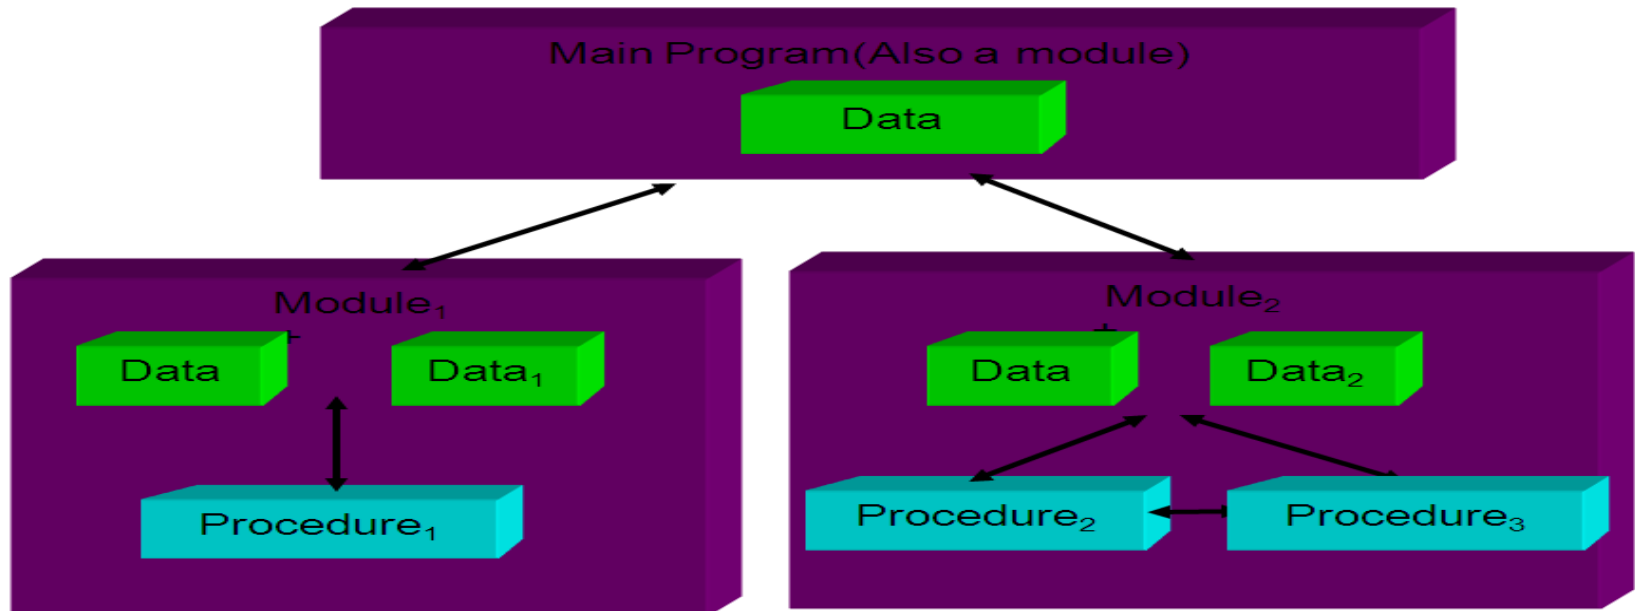 Main Program(Also a module)
Data
Module₁
+
Data
Data₁
Procedure₁
Module₂
+
Data
Data₂
Procedure₂
Procedure₃